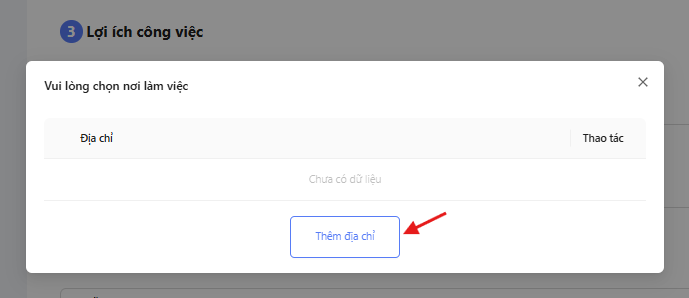 3 Lợi ích công việc
Vui lòng chọn nơi làm việc
Địa chỉ Thao tác
Chưa có dữ liệu
Thêm địa chỉ